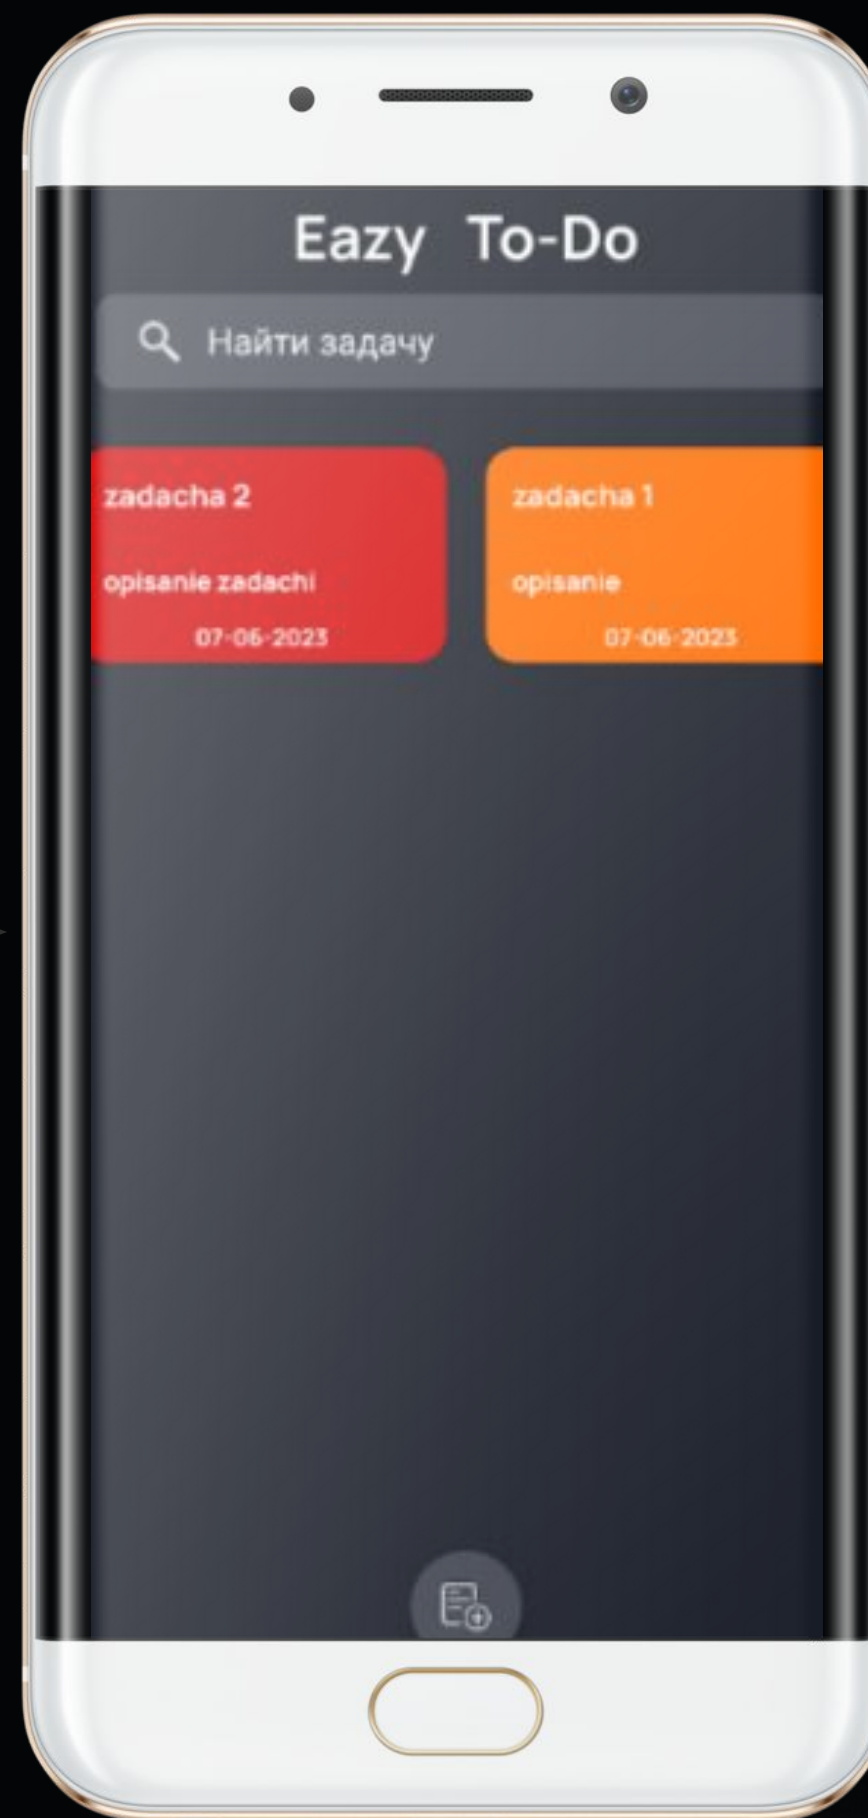 Eazy To-Do
Найти задачу
zadacha 2
opisanie zadachi
07-06-2023
zadacha 1
opisanie
07-06-2023